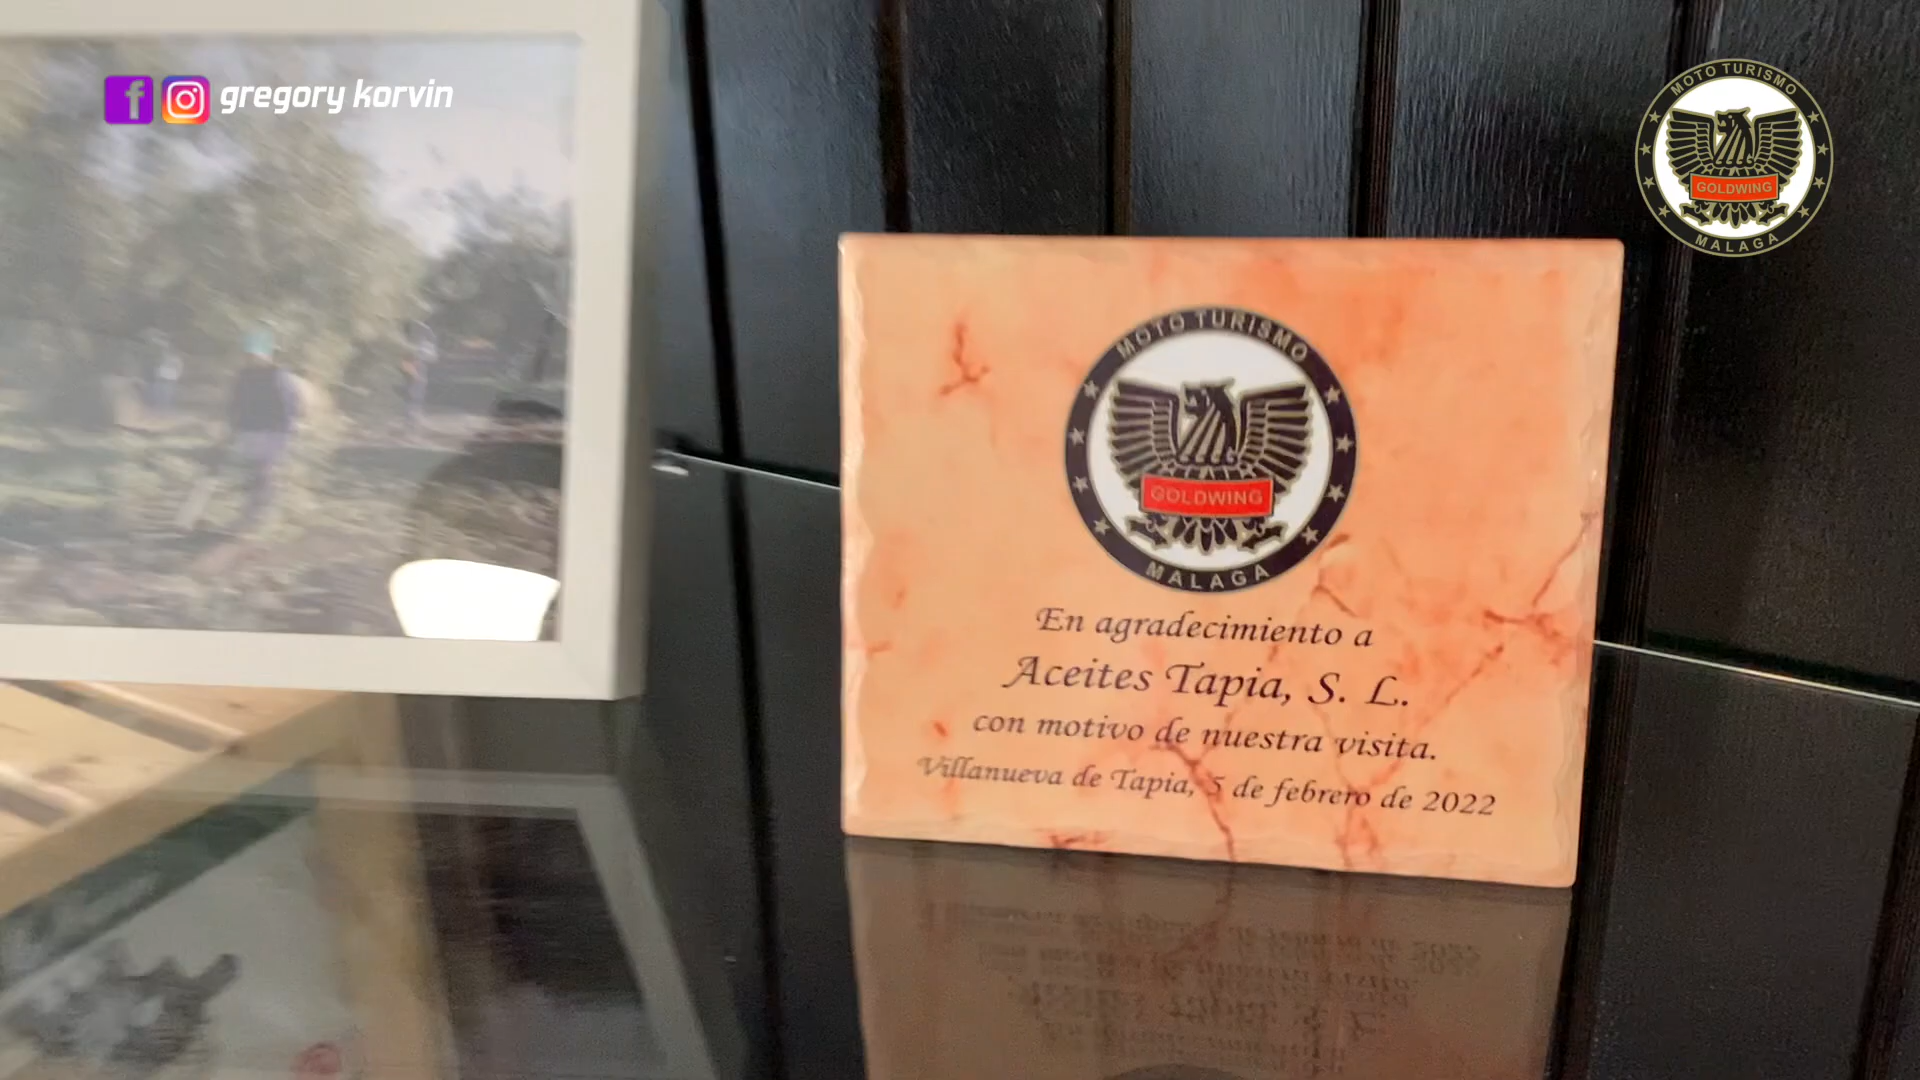 gregory korvin
MOTO TURISMO
GOLDWING
MALAGA
MOTO TURISMO
GOLDWING
MALAGA
En agradecimiento a
Aceites Tapia, S. L.
con motivo de nuestra visita.
Villanueva de Tapia, 5 de febrero de 2022